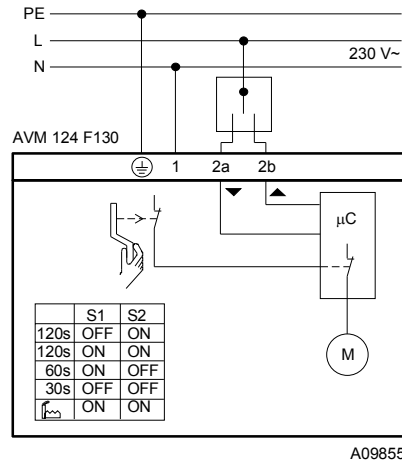 PE
L
N
230 V~
AVM 124 F130
1 2a 2b
µC
S1 S2
120s OFF ON
120s ON ON
60s ON OFF
30s OFF OFF
ON ON
M
A09855